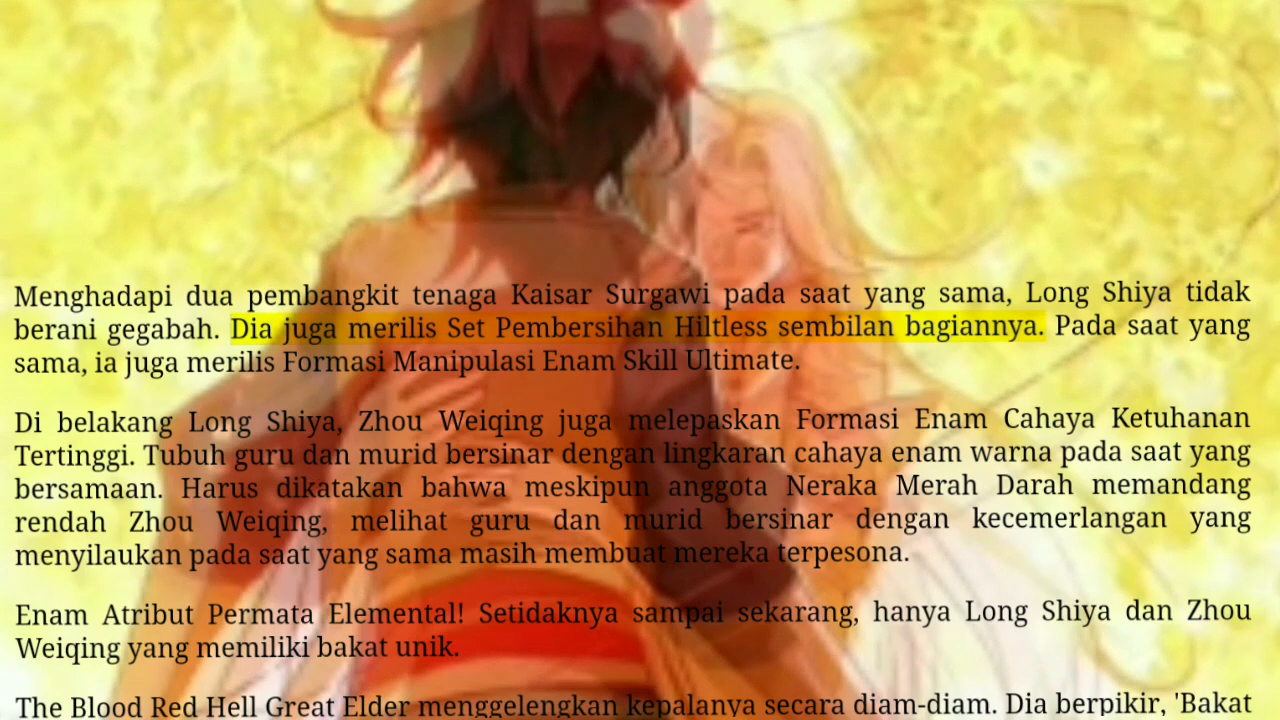 Menghadapi dua pembangkit tenaga Kaisar Surgawi pada saat yang sama, Long Shiya tidak
berani gegabah. Dia juga merilis Set Pembersihan Hiltless sembilan bagiannya. Pada saat yang
sama, ia juga merilis Formasi Manipulasi Enam Skill Ultimate.
Di belakang Long Shiya, Zhou Weiqing juga melepaskan Formasi Enam Cahaya Ketuhanan
Tertinggi. Tubuh guru dan murid bersinar dengan lingkaran cahaya enam warna pada saat yang
bersamaan. Harus dikatakan bahwa meskipun anggota Neraka Merah Darah memandang
rendah Zhou Weiqing, melihat guru dan murid bersinar dengan kecemerlangan yang
menyilaukan pada saat yang sama masih membuat mereka terpesona.
Enam Atribut Permata Elemental! Setidaknya sampai sekarang, hanya Long Shiya dan Zhou
Weiqing yang memiliki bakat unik.
The Blood Red Hell Great Elder menggelengkan kepalanya secara diam-diam. Dia berpikir, 'Bakat